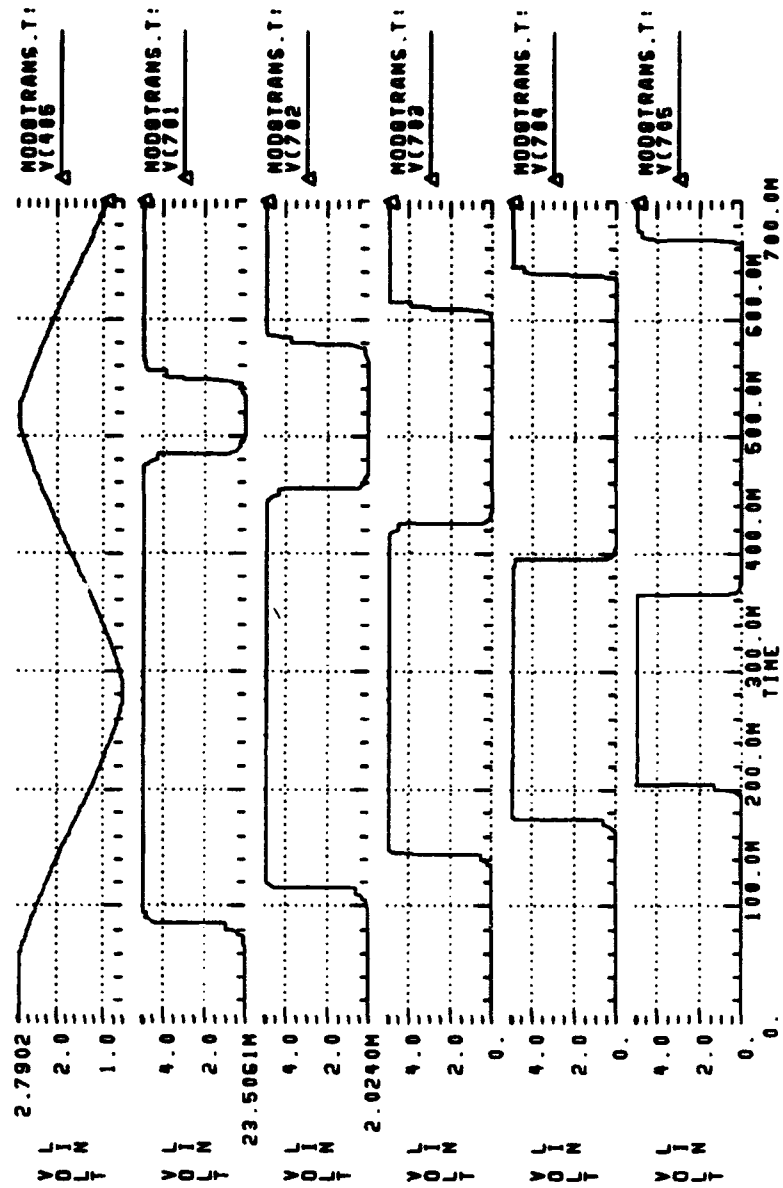 MODOTRANS.T:
V(405
2.7902
2.0
1.0
VOLT
LIN
MODOTRANS.T:
V(701
4.0
2.0
23.5061M
VOLT
LIN
MODOTRANS.T:
V(702
4.0
2.0
2.0240M
VOLT
LIN
MODOTRANS.T:
V(703
4.0
2.0
0.
VOLT
LIN
MODOTRANS.T:
V(704
4.0
2.0
0.
VOLT
LIN
MODOTRANS.T:
V(705
4.0
2.0
0.
VOLT
LIN
0. 100.0M 200.0M 300.0M 400.0M 500.0M 600.0M 700.0M
TIME